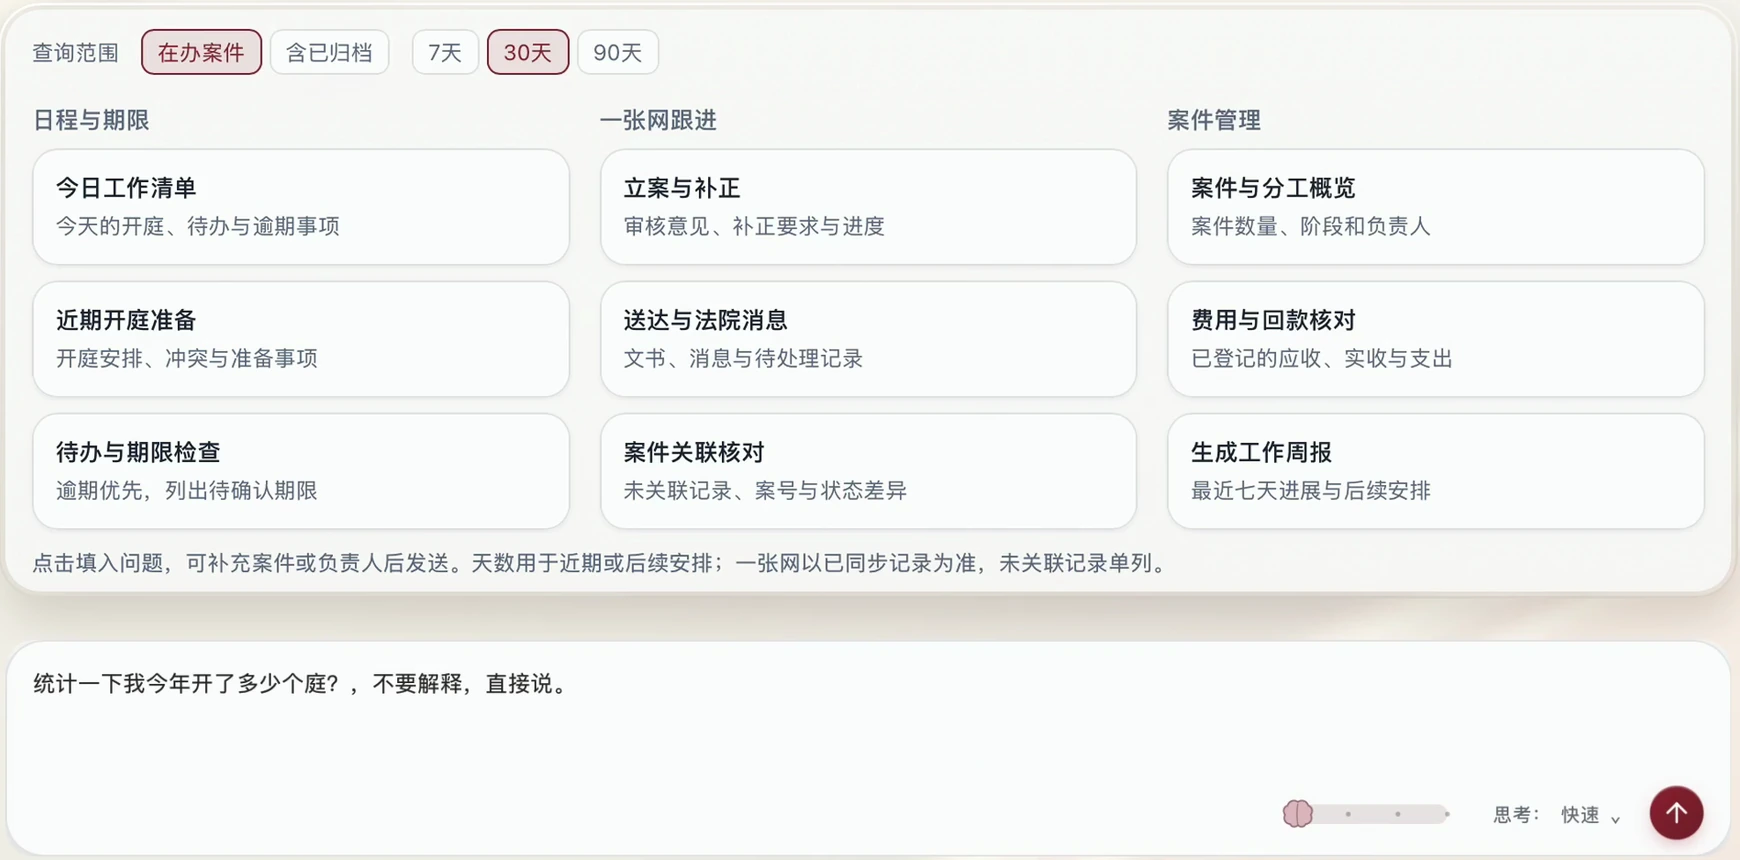 查询范围 在办案件 含已归档 7天 30天 90天
日程与期限
今日工作清单
今天的开庭、待办与逾期事项
近期开庭准备
开庭安排、冲突与准备事项
待办与期限检查
逾期优先，列出待确认期限
一张网跟进
立案与补正
审核意见、补正要求与进度
送达与法院消息
文书、消息与待处理记录
案件关联核对
未关联记录、案号与状态差异
案件管理
案件与分工概览
案件数量、阶段和负责人
费用与回款核对
已登记的应收、实收与支出
生成工作周报
最近七天进展与后续安排
点击填入问题，可补充案件或负责人后发送。天数用于近期或后续安排；一张网以已同步记录为准，未关联记录单列。
统计一下我今年开了多少个庭？，不要解释，直接说。
思考： 快速